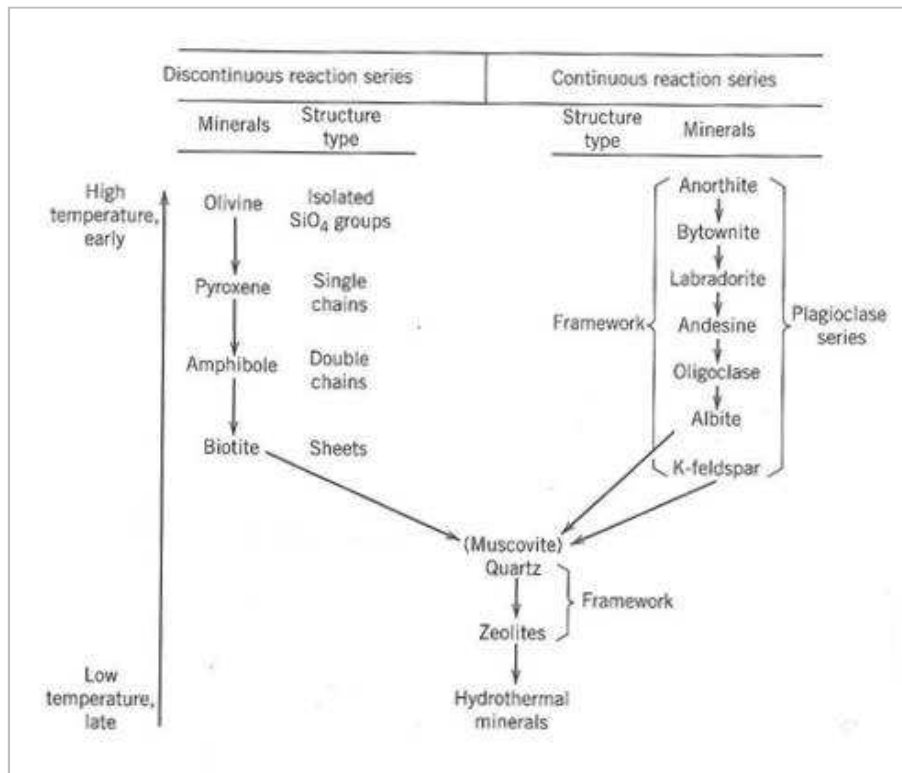 Discontinuous reaction series
Continuous reaction series
Minerals
Structure
type
Structure
type
Minerals
High
temperature,
early
Olivine
Isolated
SiO₄ groups
Pyroxene
Single
chains
Amphibole
Double
chains
Biotite
Sheets
Framework
Anorthite
Bytownite
Labradorite
Andesine
Oligoclase
Albite
K-feldspar
Plagioclase
series
(Muscovite)
Quartz
Framework
Zeolites
Hydrothermal
minerals
Low
temperature,
late